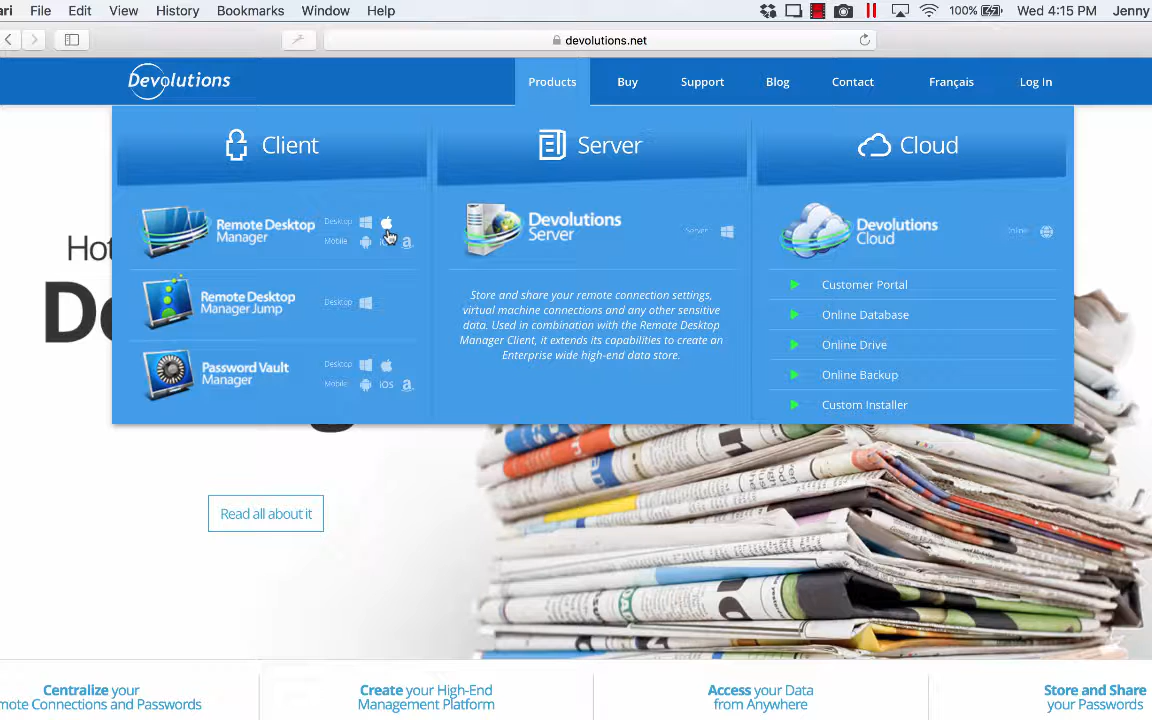 ari File Edit View History Bookmarks Window Help 100% Wed 4:15 PM Jenny
devolutions.net
Devolutions Products Buy Support Blog Contact Français Log In
Client
Remote Desktop
Manager
Desktop
Mobile iOS a
Remote Desktop
Manager Jump
Desktop
Password Vault
Manager
Desktop
Mobile iOS a
Server
Devolutions
Server
Server
Store and share your remote connection settings,
virtual machine connections and any other sensitive
data. Used in combination with the Remote Desktop
Manager Client, it extends its capabilities to create an
Enterprise wide high-end data store.
Cloud
Devolutions
Cloud
Online
Customer Portal
Online Database
Online Drive
Online Backup
Custom Installer
Hot
De
Read all about it
Centralize your
mote Connections and Passwords
Create your High-End
Management Platform
Access your Data
from Anywhere
Store and Share
your Passwords